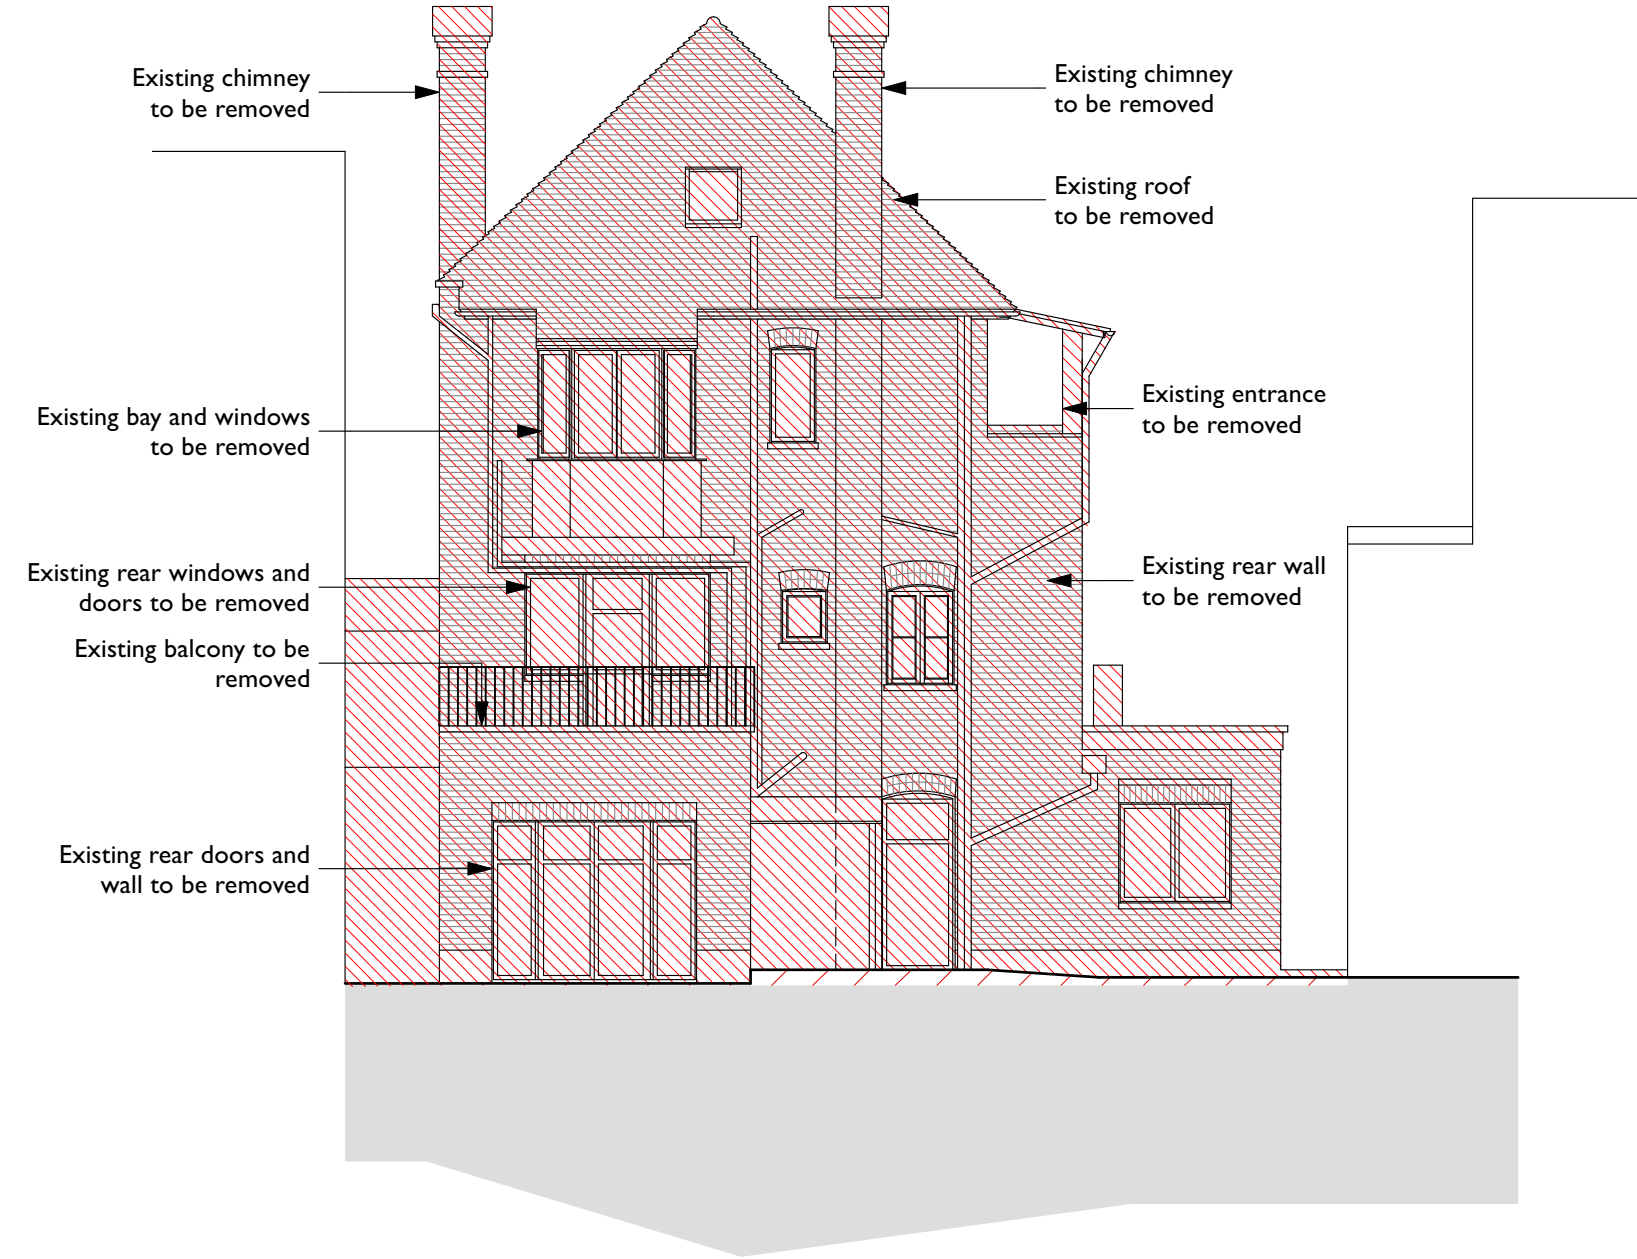 Existing chimney
to be removed
Existing bay and windows
to be removed
Existing rear windows and
doors to be removed
Existing balcony to be
removed
Existing rear doors and
wall to be removed
Existing chimney
to be removed
Existing roof
to be removed
Existing entrance
to be removed
Existing rear wall
to be removed